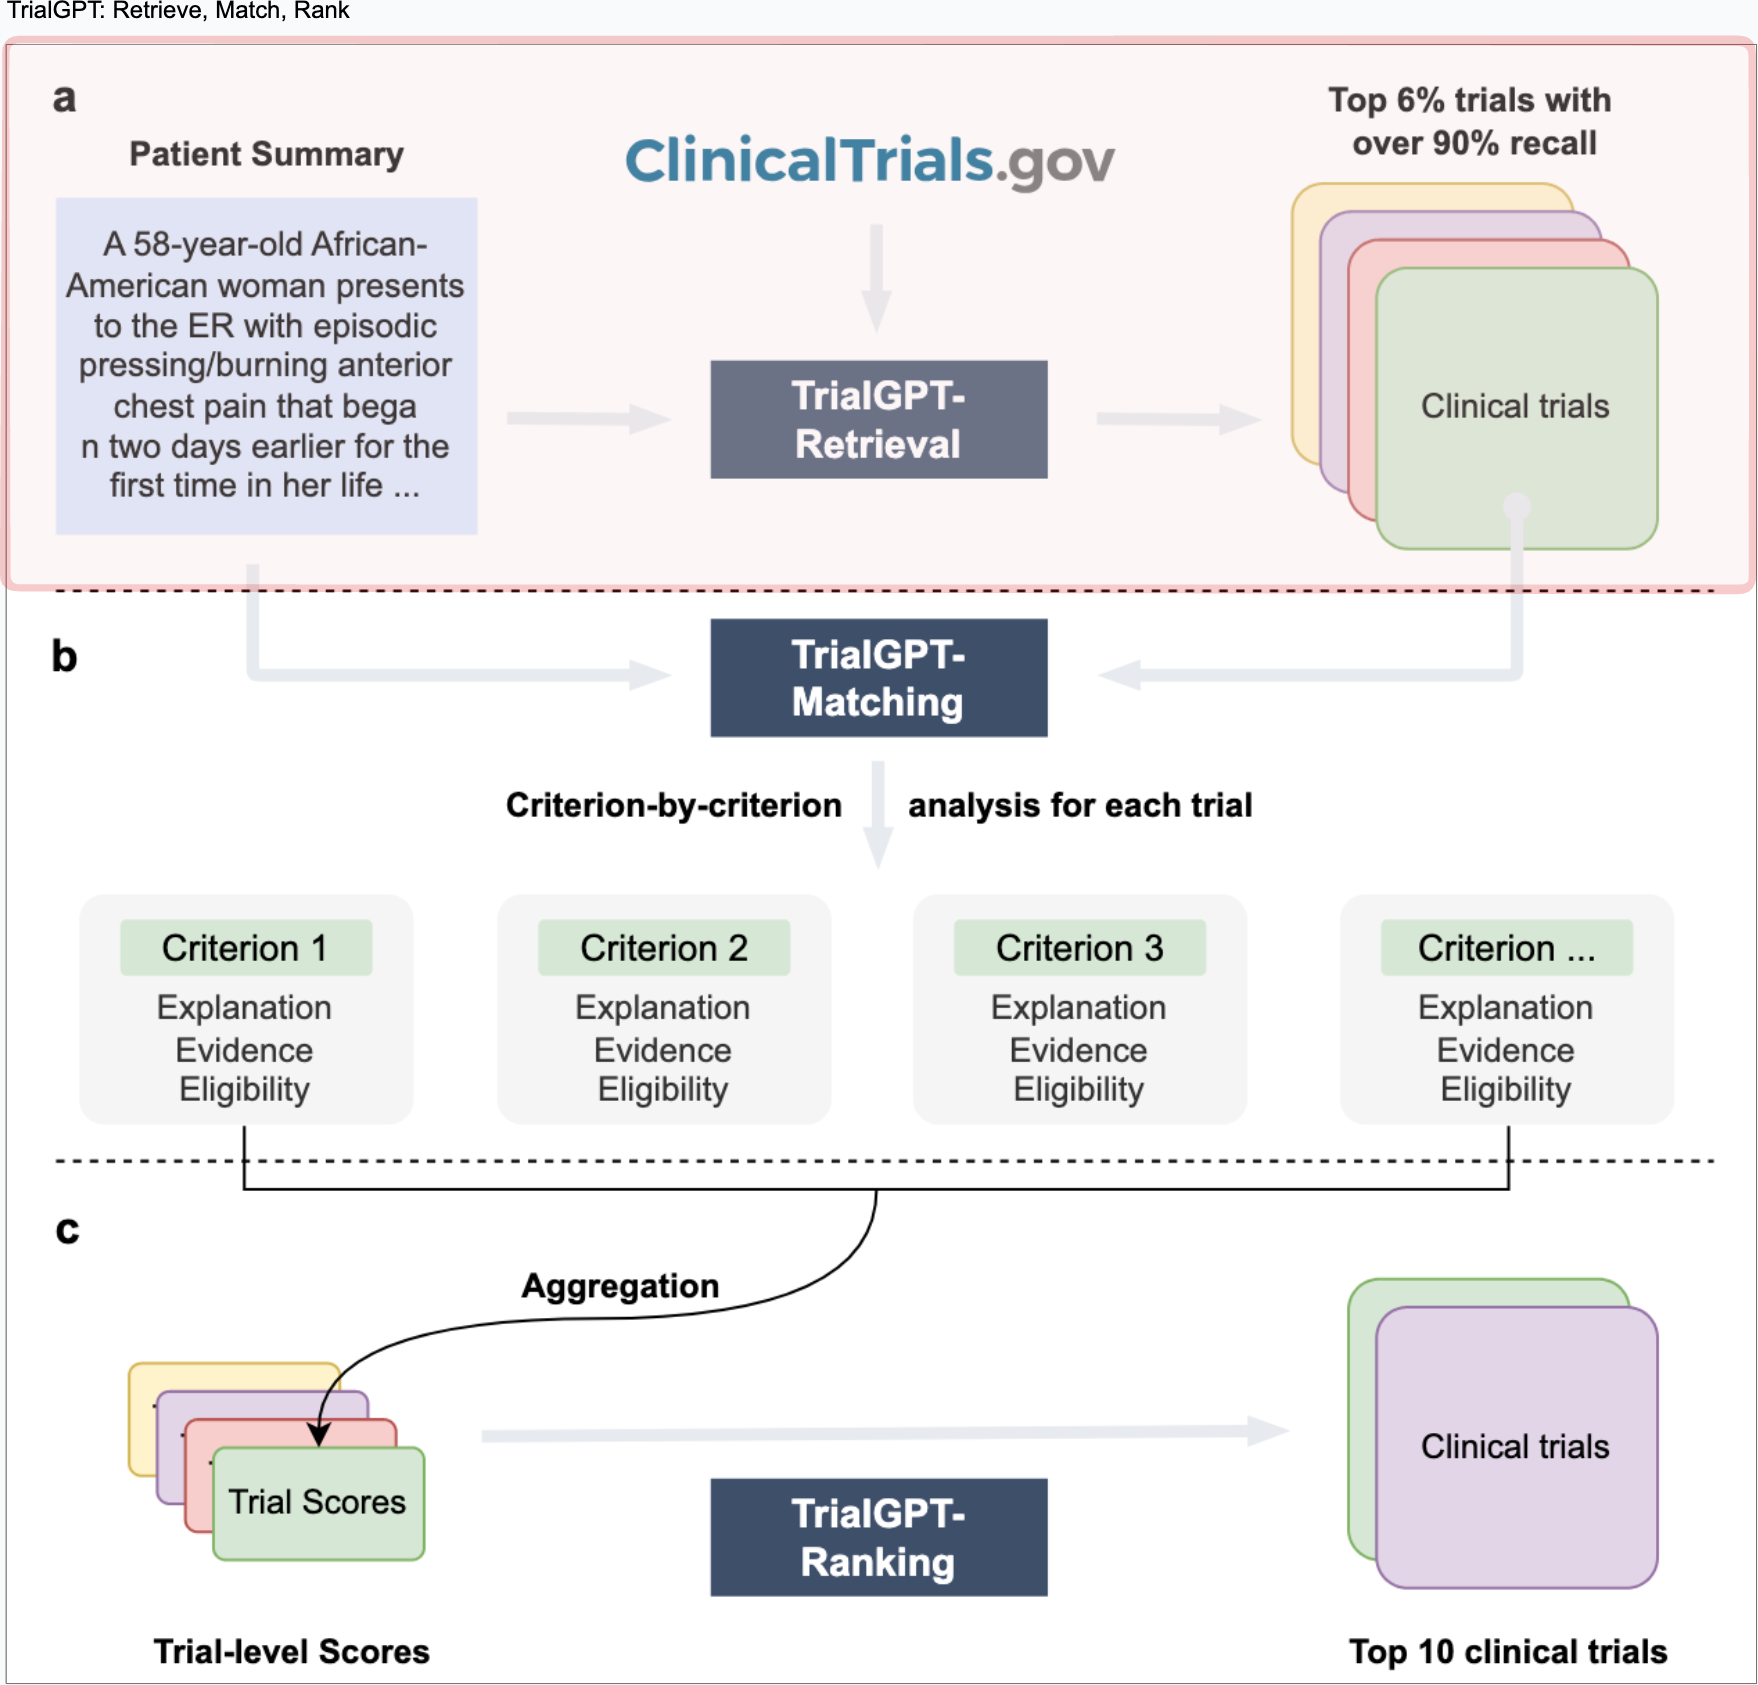 TrialGPT: Retrieve, Match, Rank
a
Patient Summary
A 58-year-old African-
American woman presents
to the ER with episodic
pressing/burning anterior
chest pain that bega
n two days earlier for the
first time in her life ...
ClinicalTrials.gov
TrialGPT-
Retrieval
Top 6% trials with
over 90% recall
Clinical trials
b
TrialGPT-
Matching
Criterion-by-criterion analysis for each trial
Criterion 1
Explanation
Evidence
Eligibility
Criterion 2
Explanation
Evidence
Eligibility
Criterion 3
Explanation
Evidence
Eligibility
Criterion ...
Explanation
Evidence
Eligibility
c
Aggregation
Trial Scores
Trial-level Scores
TrialGPT-
Ranking
Clinical trials
Top 10 clinical trials